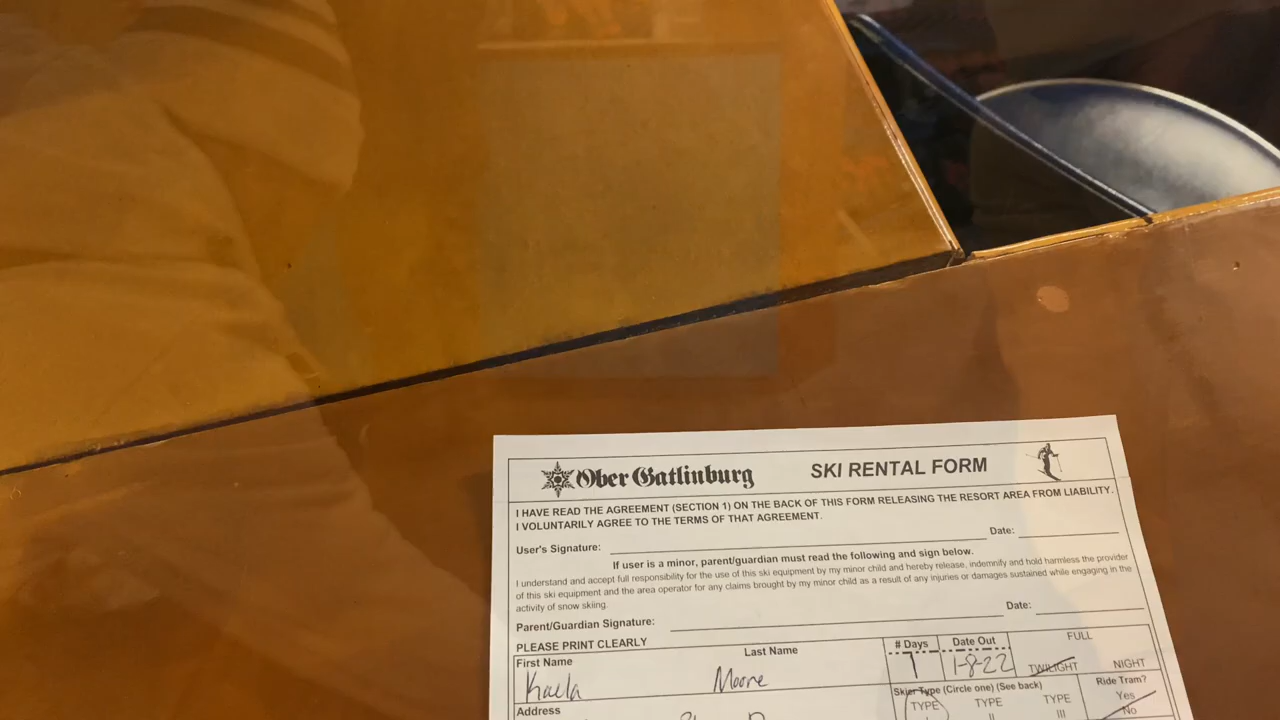 Ober Gatlinburg SKI RENTAL FORM
I HAVE READ THE AGREEMENT (SECTION 1) ON THE BACK OF THIS FORM RELEASING THE RESORT AREA FROM LIABILITY.
I VOLUNTARILY AGREE TO THE TERMS OF THAT AGREEMENT.
User's Signature: Date:
If user is a minor, parent/guardian must read the following and sign below.
I understand and accept full responsibility for the use of this ski equipment by my minor child and hereby release, indemnify and hold harmless the provider
of this ski equipment and the area operator for any claims brought by my minor child as a result of any injuries or damages sustained while engaging in the
activity of snow skiing.
Parent/Guardian Signature: Date:
PLEASE PRINT CLEARLY
First Name Last Name # Days Date Out FULL
Kaela Moore 1 1-8-22 TWILIGHT NIGHT
Skier Type (Circle one) (See back) Ride Tram?
Address TYPE TYPE TYPE Yes
I II III No